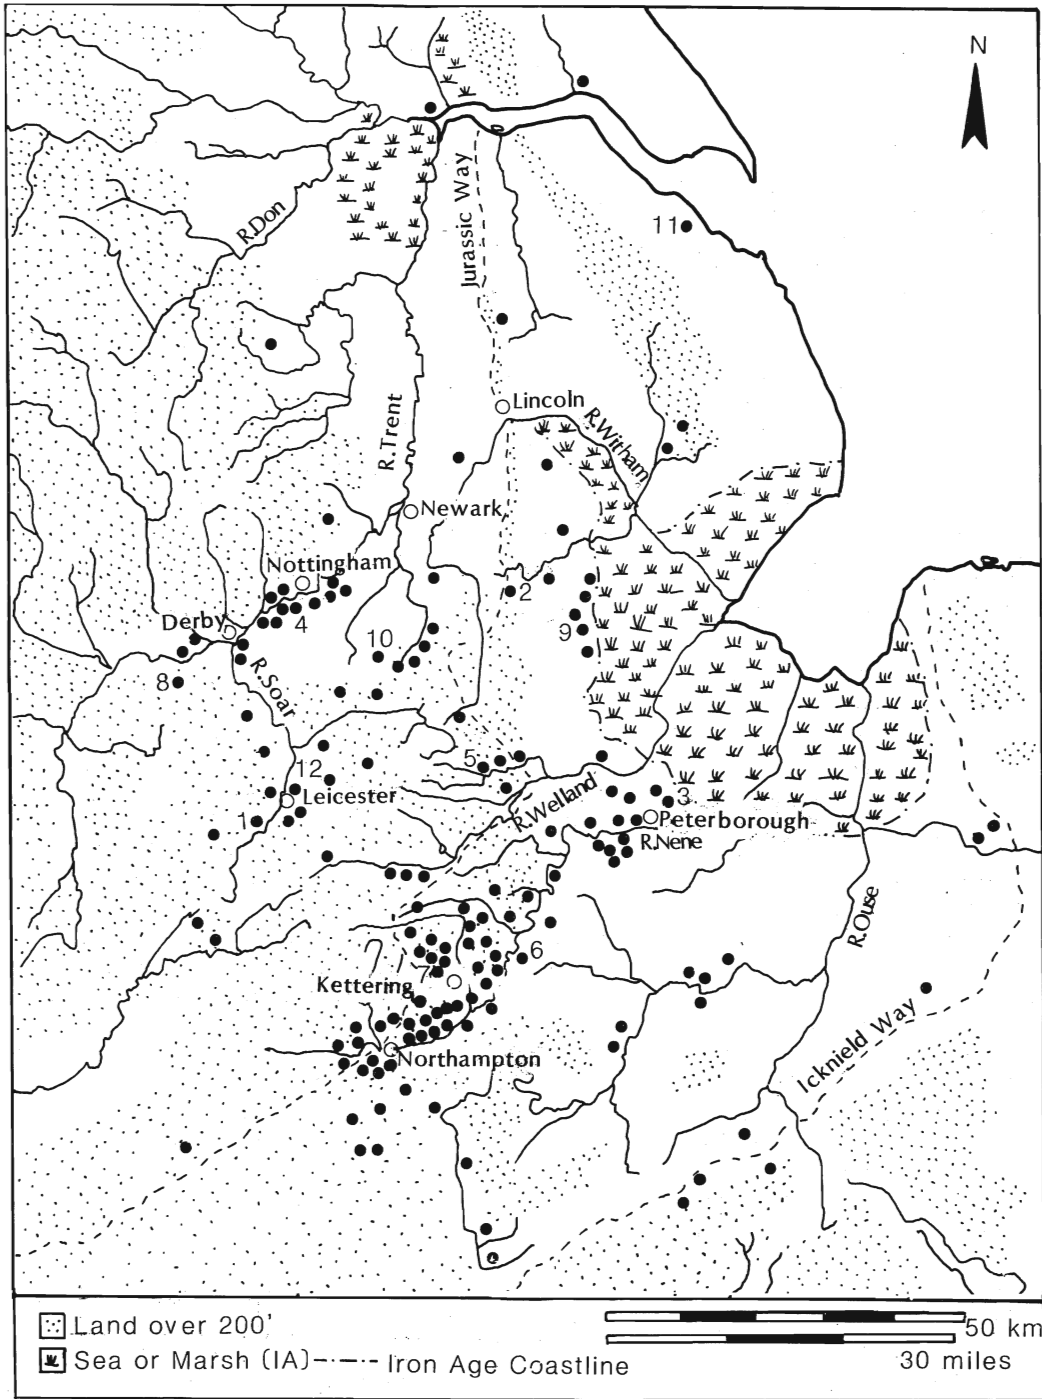 N
R.Don
Jurassic Way
11
Lincoln
R.Witham
R.Trent
Newark
Nottingham
2
Derby
4
9
10
R.Soar
8
5
12
Leicester
R.Welland
3
1
Peterborough
R.Nene
R.Ouse
6
7
7
Kettering
Icknield Way
Northampton
Land over 200'
50 km
Sea or Marsh (IA)
Iron Age Coastline
30 miles